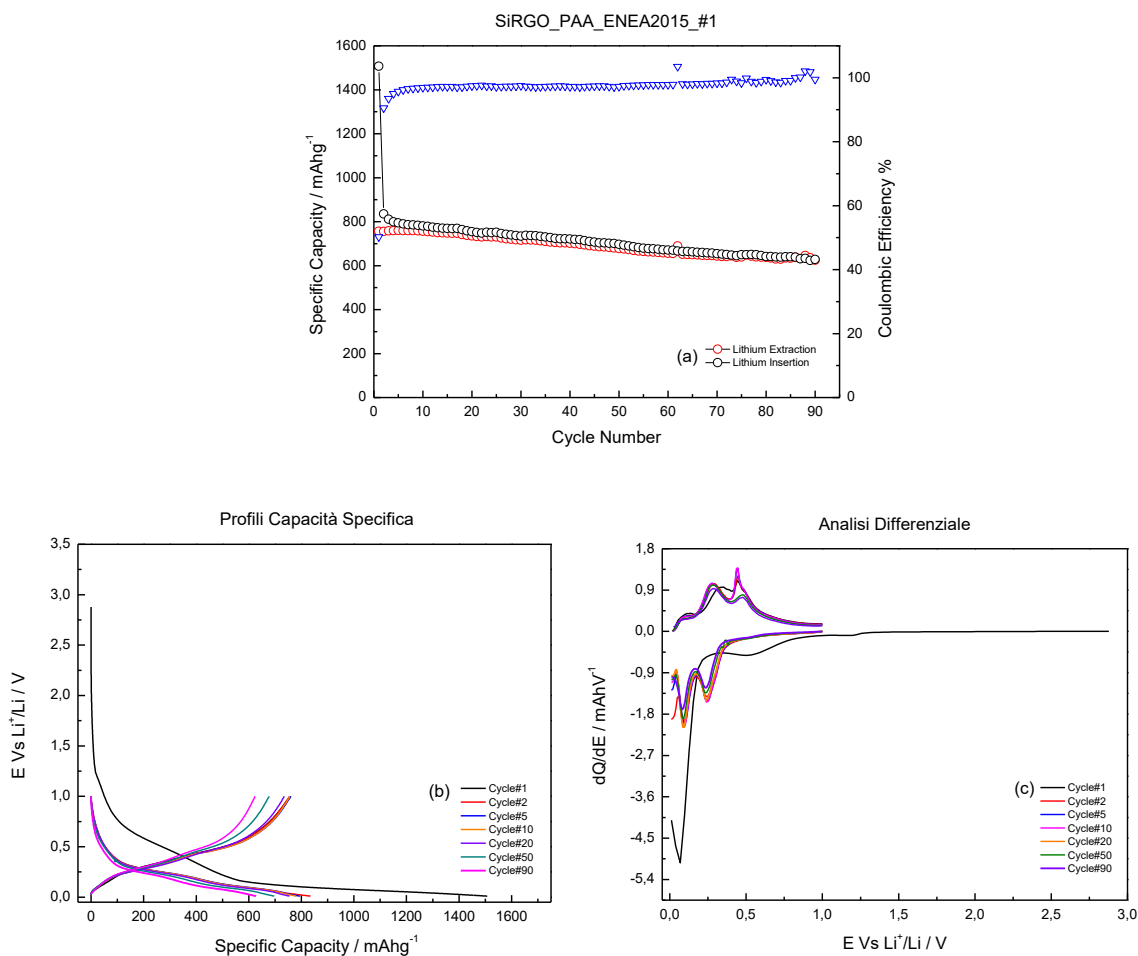 SiRGO_PAA_ENEA2015_#1
1600
1400
1200
1000
800
600
400
200
0
Specific Capacity / mAhg⁻¹
100
80
60
40
20
0
Coulombic Efficiency %
(a)
Lithium Extraction
Lithium Insertion
0 10 20 30 40 50 60 70 80 90
Cycle Number
Profili Capacità Specifica
3,5
3,0
2,5
2,0
1,5
1,0
0,5
0,0
E Vs Li⁺/Li / V
(b)
Cycle#1
Cycle#2
Cycle#5
Cycle#10
Cycle#20
Cycle#50
Cycle#90
0 200 400 600 800 1000 1200 1400 1600
Specific Capacity / mAhg⁻¹
Analisi Differenziale
1,8
0,9
0,0
-0,9
-1,8
-2,7
-3,6
-4,5
-5,4
dQ/dE / mAhV⁻¹
(c)
Cycle#1
Cycle#2
Cycle#5
Cycle#10
Cycle#20
Cycle#50
Cycle#90
0,0 0,5 1,0 1,5 2,0 2,5 3,0
E Vs Li⁺/Li / V